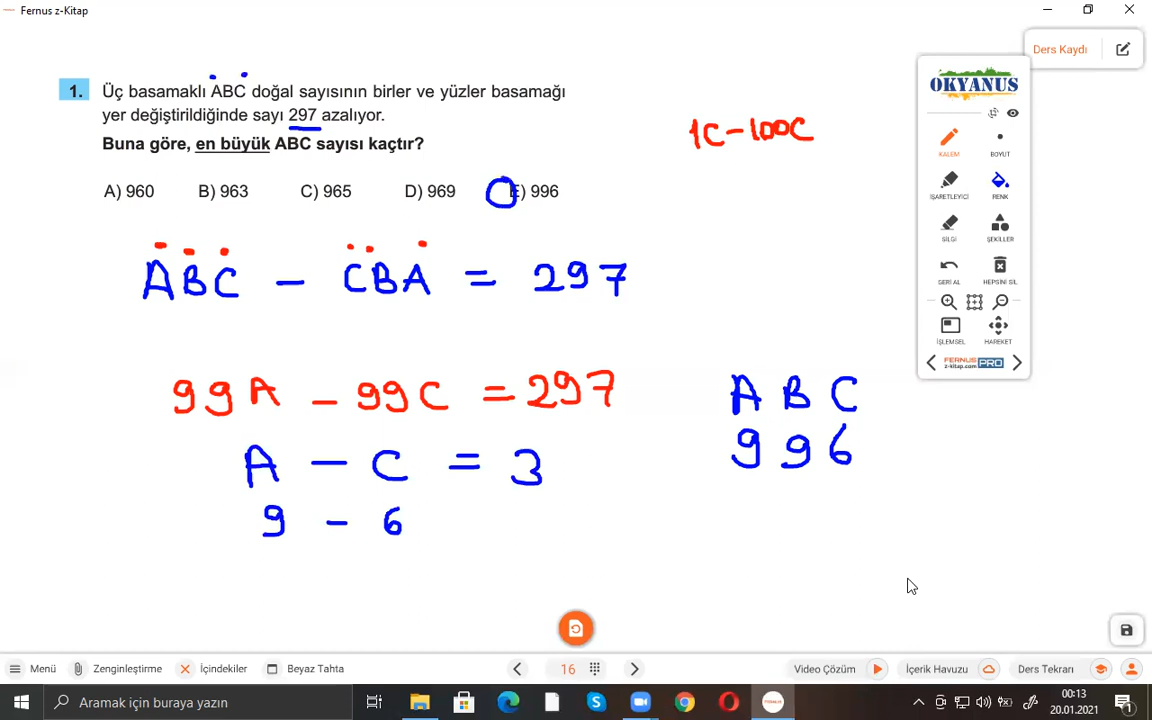 Fernus z-Kitap
Ders Kaydı
1. Üç basamaklı ABC doğal sayısının birler ve yüzler basamağı
yer değiştirildiğinde sayı 297 azalıyor.
Buna göre, en büyük ABC sayısı kaçtır?
A) 960 B) 963 C) 965 D) 969 E) 996
1C-100C
OKYANUS
KALEM BOYUT
İŞARETLEYİCİ RENK
SİLGİ ŞEKİLLER
GERİ AL HEPSİNİ SİL
İŞLEMSEL HAREKET
FERNUS PRO
z-kitap.com
ABC - CBA = 297
99A - 99C = 297
A - C = 3
9 - 6
A B C
9 9 6
Menü Zenginleştirme İçindekiler Beyaz Tahta 16 Video Çözüm İçerik Havuzu Ders Tekrarı
Aramak için buraya yazın
00:13
20.01.2021
1